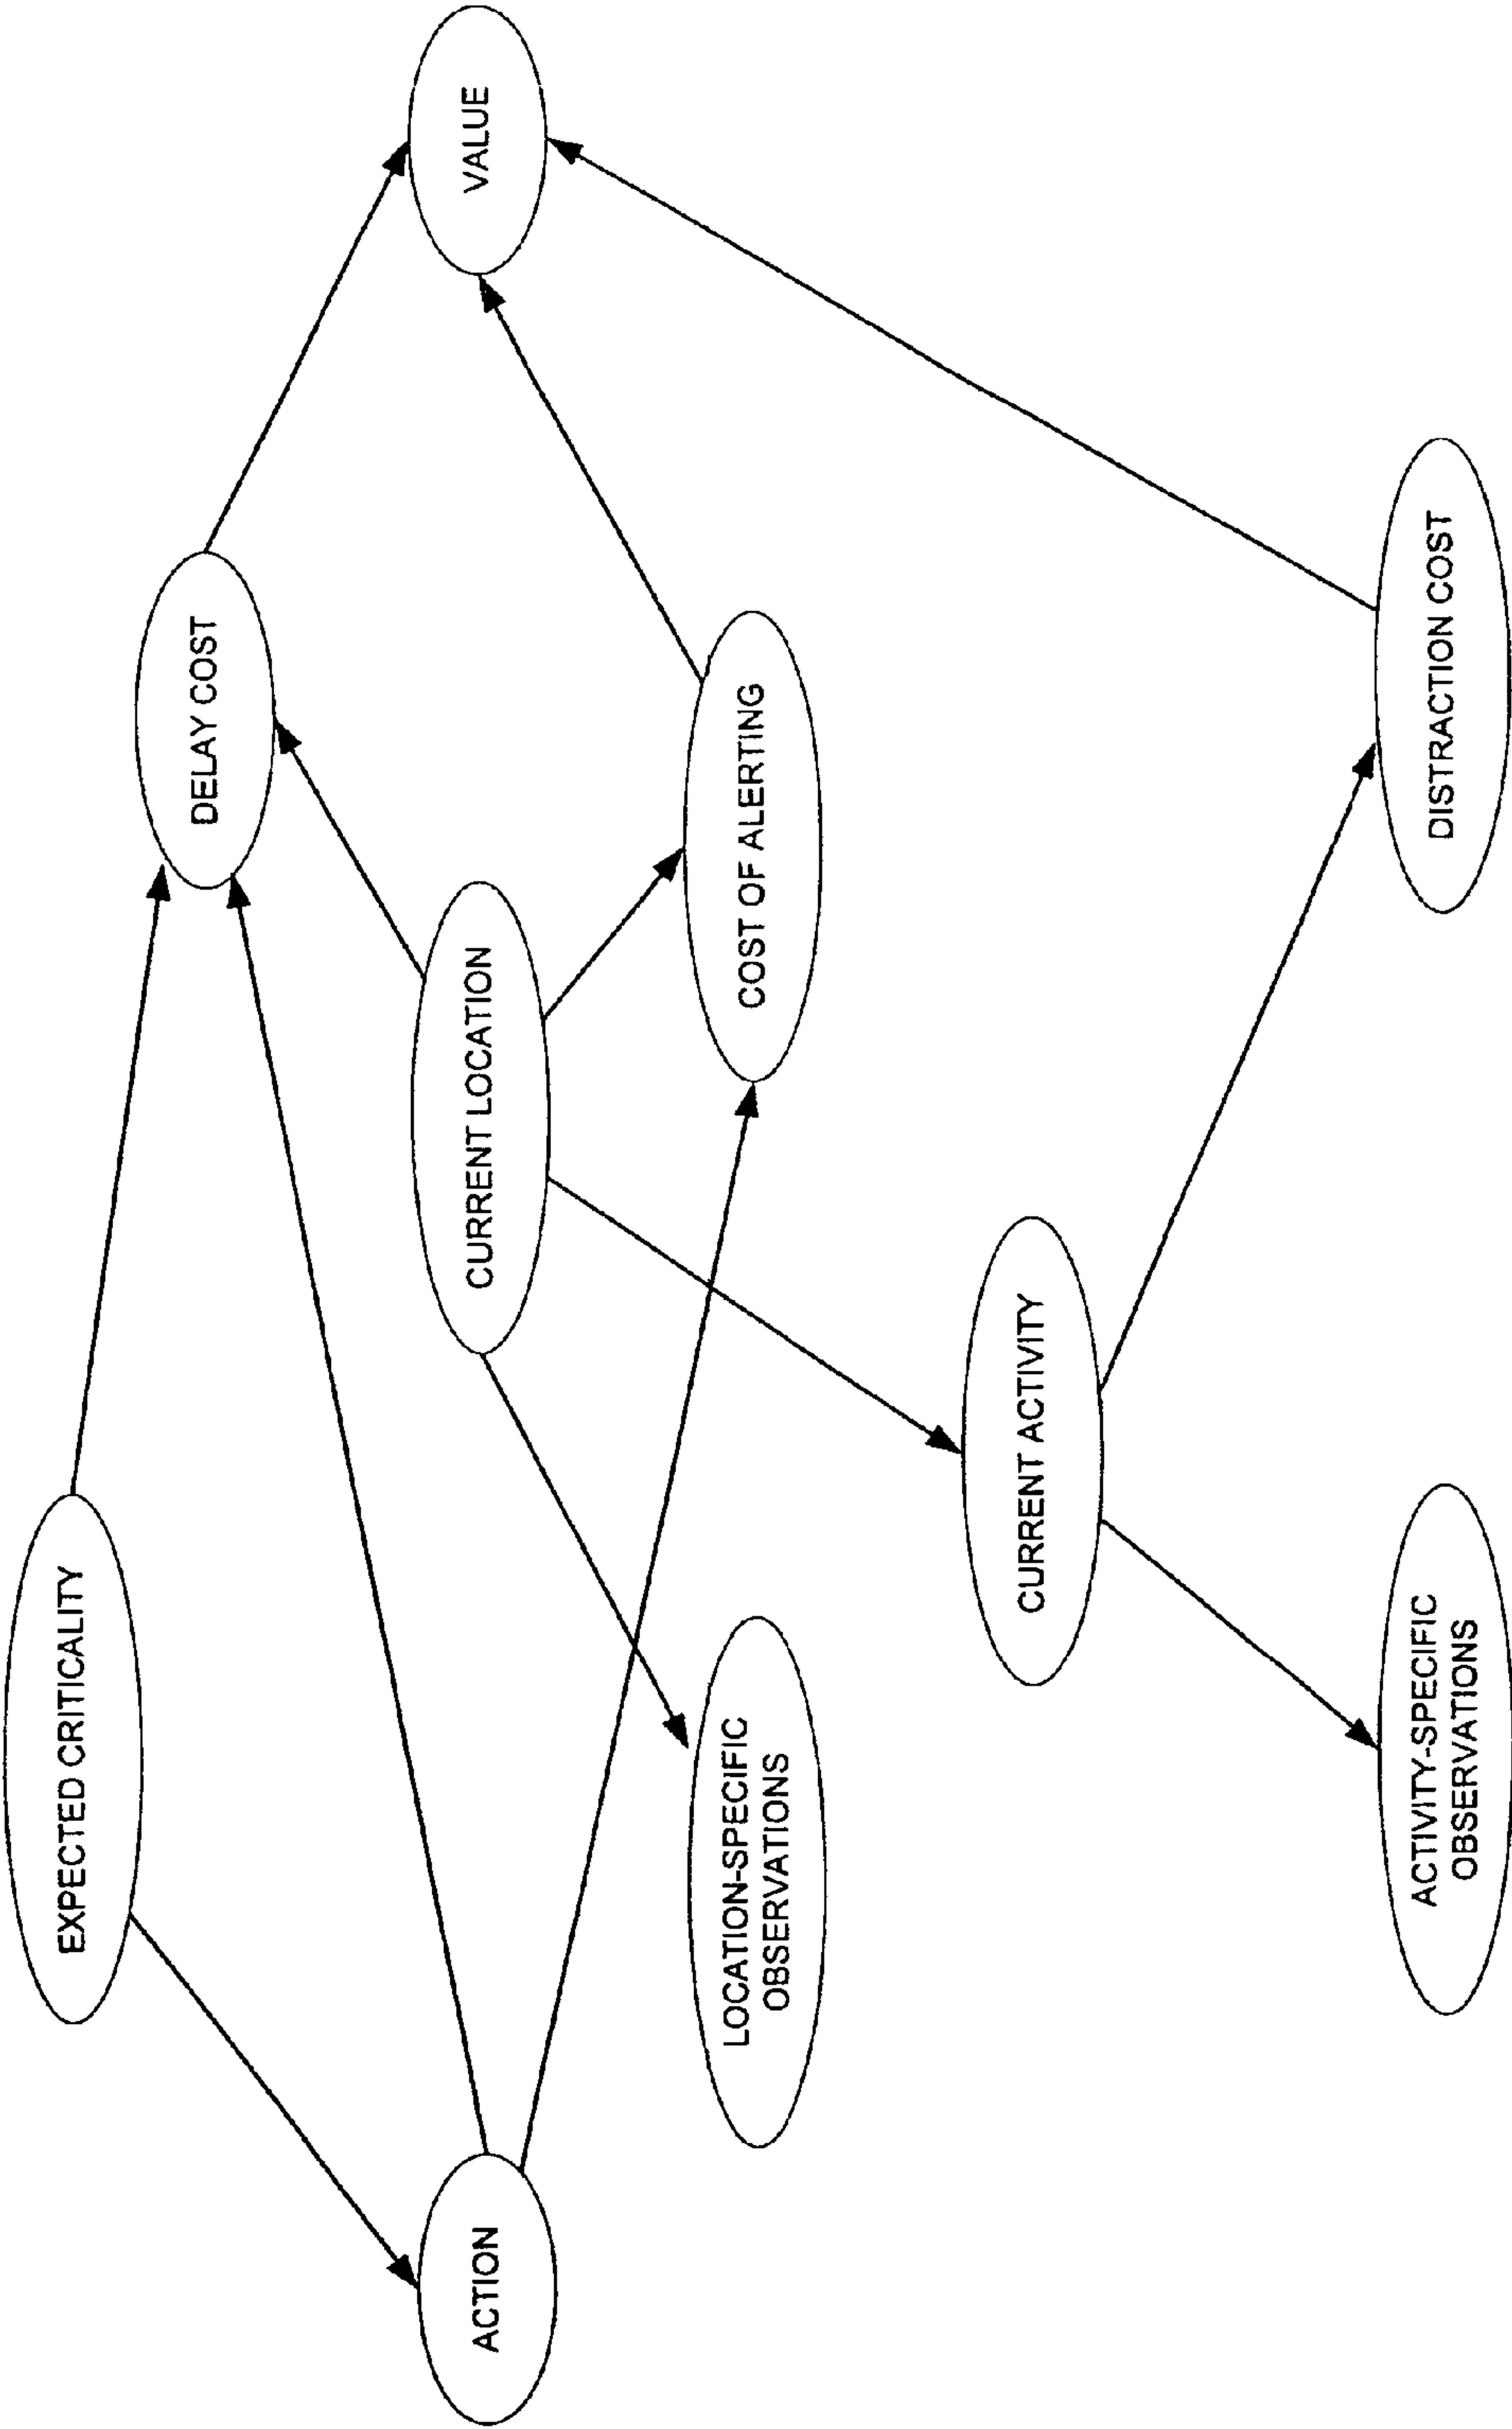 EXPECTED CRITICALITY
DELAY COST
ACTION
CURRENT LOCATION
VALUE
LOCATION-SPECIFIC
OBSERVATIONS
COST OF ALERTING
CURRENT ACTIVITY
ACTIVITY-SPECIFIC
OBSERVATIONS
DISTRACTION COST